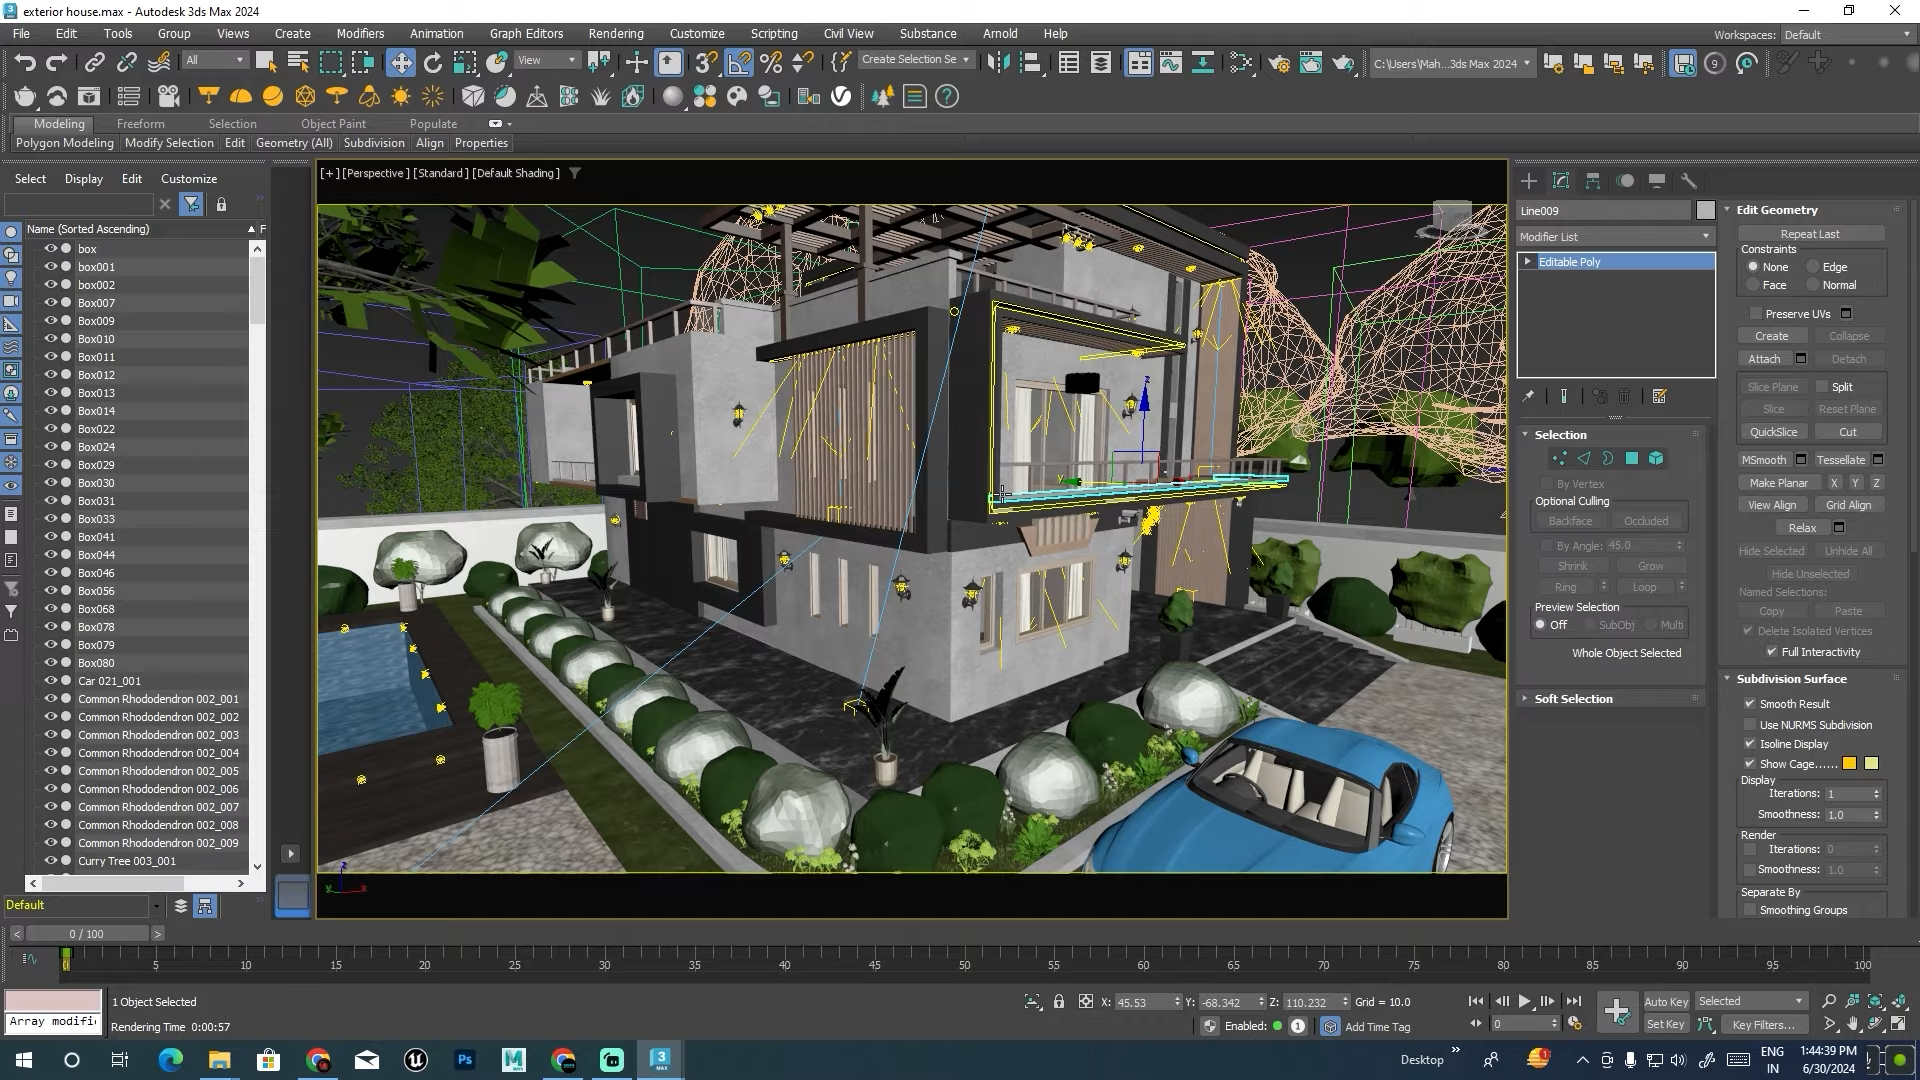 exterior house.max - Autodesk 3ds Max 2024
File Edit Tools Group Views Create Modifiers Animation Graph Editors Rendering Customize Scripting Civil View Substance Arnold Help
Workspaces: Default
All View Create Selection Se C:\Users\Mah...3ds Max 2024
Modeling Freeform Selection Object Paint Populate
Polygon Modeling Modify Selection Edit Geometry (All) Subdivision Align Properties
Select Display Edit Customize
Name (Sorted Ascending)
box
box001
box002
Box007
Box009
Box010
Box011
Box012
Box013
Box014
Box022
Box024
Box029
Box030
Box031
Box033
Box041
Box044
Box046
Box056
Box068
Box078
Box079
Box080
Car 021_001
Common Rhododendron 002_001
Common Rhododendron 002_002
Common Rhododendron 002_003
Common Rhododendron 002_004
Common Rhododendron 002_005
Common Rhododendron 002_006
Common Rhododendron 002_007
Common Rhododendron 002_008
Common Rhododendron 002_009
Curry Tree 003_001
Default
[+] [Perspective ] [Standard ] [Default Shading ]
Line009
Modifier List
Editable Poly
Selection
By Vertex
Optional Culling
Backface Occluded
By Angle: 45.0
Shrink Grow
Ring Loop
Preview Selection
Off SubObj Multi
Whole Object Selected
Soft Selection
Edit Geometry
Repeat Last
Constraints
None Edge
Face Normal
Preserve UVs
Create Collapse
Attach Detach
Slice Plane Split
Slice Reset Plane
QuickSlice Cut
MSmooth Tessellate
Make Planar X Y Z
View Align Grid Align
Relax
Hide Selected Unhide All
Hide Unselected
Named Selections:
Copy Paste
Delete Isolated Vertices
Full Interactivity
Subdivision Surface
Smooth Result
Use NURMS Subdivision
Isoline Display
Show Cage......
Display
Iterations: 1
Smoothness: 1.0
Render
Iterations: 0
Smoothness: 1.0
Separate By
Smoothing Groups
0 / 100
0 5 10 15 20 25 30 35 40 45 50 55 60 65 70 75 80 85 90 95 100
1 Object Selected
Array modifi
Rendering Time 0:00:57
X: 45.53 Y: -68.342 Z: 110.232 Grid = 10.0
Enabled: 1 Add Time Tag
0
Auto Key Selected
Set Key Key Filters...
Desktop
ENG
IN
1:44:39 PM
6/30/2024